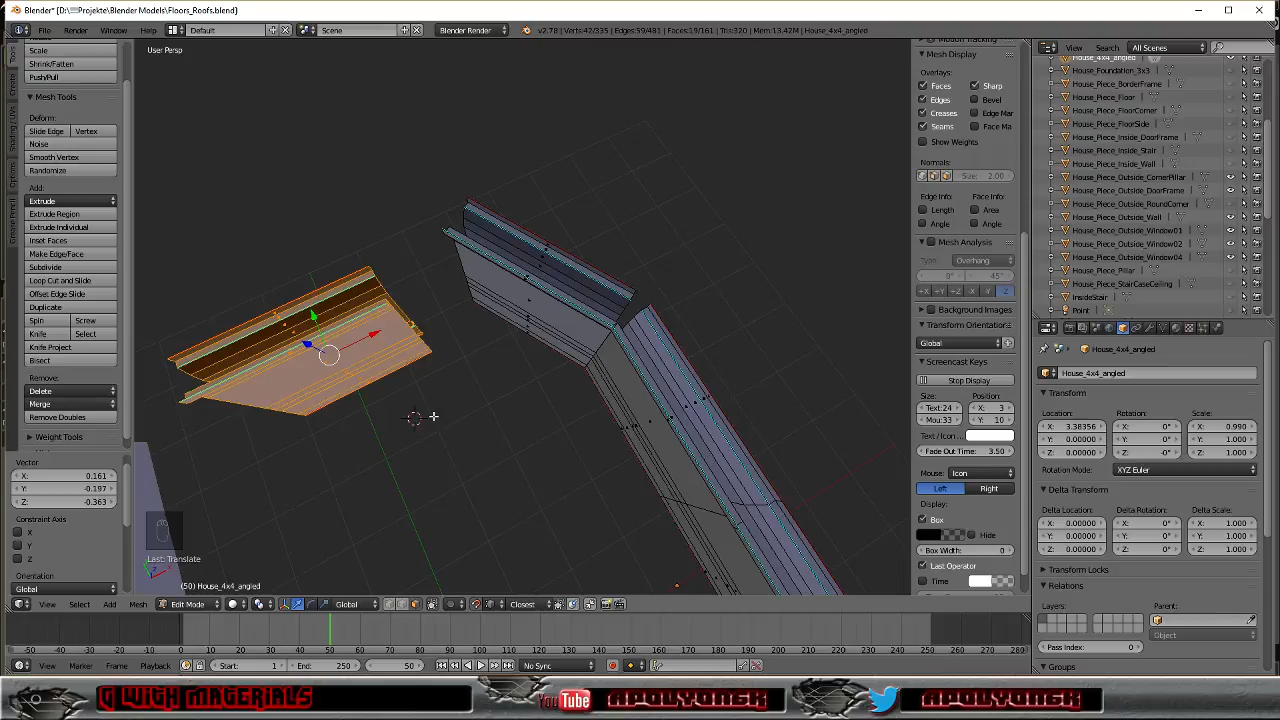 Blender* [D:\Projekte\Blender Models\Floors_Roofs.blend]
File Render Window Help Default Scene Blender Render v2.78 | Verts:42/335 | Edges:59/481 | Faces:19/161 | Tris:320 | Mem:13.42M | House_4x4_angled View Search All Scenes
User Persp
Scale
Shrink/Fatten
Push/Pull
Mesh Tools
Deform:
Slide Edge Vertex
Noise
Smooth Vertex
Randomize
Add:
Extrude
Extrude Region
Extrude Individual
Inset Faces
Make Edge/Face
Subdivide
Loop Cut and Slide
Offset Edge Slide
Duplicate
Spin Screw
Knife Select
Knife Project
Bisect
Remove:
Delete
Merge
Remove Doubles
Weight Tools
Vector
X: 0.161
Y: -0.197
Z: -0.363
Constraint Axis
X
Y
Z
Orientation
Global
Tools
Create
Shading / UVs
Options
Grease Pencil
Last: Translate
(50) House_4x4_angled
Mesh Display
Overlays:
Faces Sharp
Edges Bevel
Creases Edge Mar
Seams Face Ma
Show Weights
Normals:
Size: 2.00
Edge Info: Face Info:
Length Area
Angle Angle
Mesh Analysis
Type: Overhang
0° 45°
+X +Y +Z -X -Y -Z
Background Images
Transform Orientatio
Global
Screencast Keys
Stop Display
Size: Position:
Text:24 X: 3
Mou:33 Y: 10
Text / Icon...
Fade Out Time: 3.50
Mouse: Icon
Left Right
Display:
Box Hide
Box Width: 0
Last Operator
Time
House_4x4_angled
House_Foundation_3x3
House_Piece_BorderFrame
House_Piece_Floor
House_Piece_FloorCorner
House_Piece_FloorSide
House_Piece_Inside_DoorFrame
House_Piece_Inside_Stair
House_Piece_Inside_Wall
House_Piece_Outside_CornerPillar
House_Piece_Outside_DoorFrame
House_Piece_Outside_RoundCorner
House_Piece_Outside_Wall
House_Piece_Outside_Window01
House_Piece_Outside_Window02
House_Piece_Outside_Window04
House_Piece_Pillar
House_Piece_StairCaseCeiling
InsideStair
Point
House_4x4_angled
House_4x4_angled
Transform
Location: Rotation: Scale:
X: 3.38356 X: 0° X: 0.990
Y: 0.00000 Y: 0° Y: 1.000
Z: 0.00000 Z: -0° Z: 1.000
Rotation Mode: XYZ Euler
Delta Transform
Delta Location: Delta Rotation: Delta Scale:
X: 0.00000 X: 0° X: 1.000
Y: 0.00000 Y: 0° Y: 1.000
Z: 0.00000 Z: 0° Z: 1.000
Transform Locks
Relations
Layers: Parent:
Object
Pass Index: 0
Groups
View Select Add Mesh Edit Mode Global Closest
-50 -40 -30 -20 -10 0 10 20 30 40 50 60 70 80 90 100 110 120 130 140 150 160 170 180 190 200 210 220 230 240 250 260 270 280
View Marker Frame Playback Start: 1 End: 250 50 No Sync
Q WITH MATERIALS YouTube APOLYONGK APOLYONGK